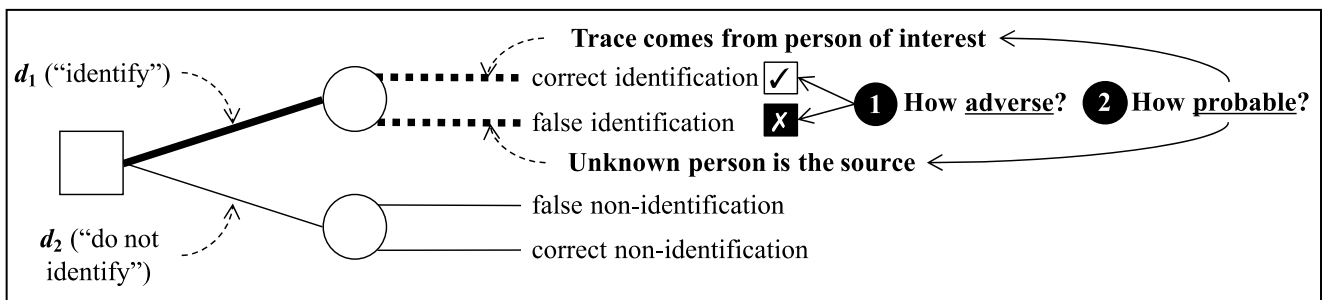 Trace comes from person of interest
d₁ (“identify”)
correct identification ✓
1 How adverse? 2 How probable?
false identification ✗
Unknown person is the source
false non-identification
d₂ (“do not
identify”)
correct non-identification